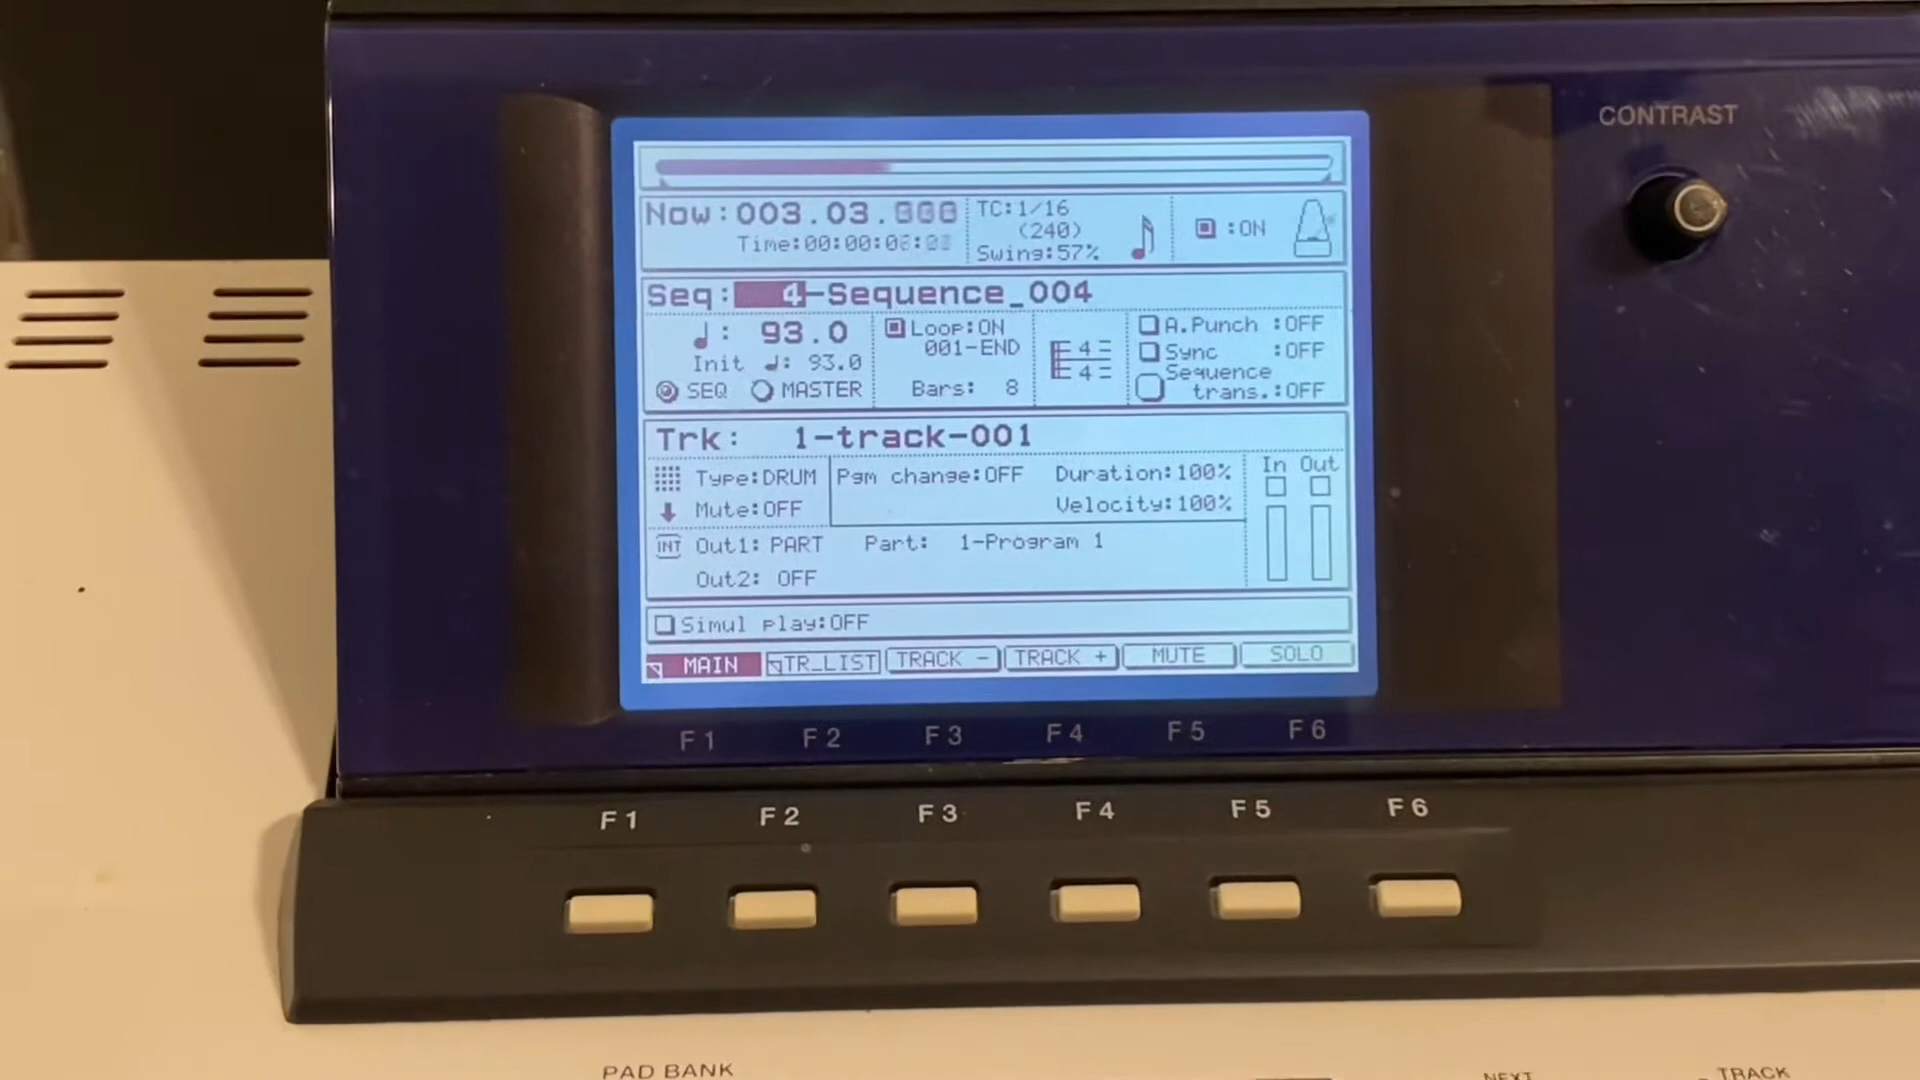 CONTRAST
Now:003.03.
TC:1/16
(240)
Swing:57%
:ON
Time:00:00:06:
Seq: 4-Sequence_004
♩: 93.0
Init ♩: 93.0
SEQ MASTER
Loop:ON
001-END
Bars: 8
4
4
A.Punch :OFF
Sync :OFF
Sequence
trans.:OFF
Trk: 1-track-001
Type:DRUM
Mute:OFF
Pgm change:OFF
Duration:100%
Velocity:100%
In Out
INT Out1: PART Part: 1-Program 1
Out2: OFF
Simul play:OFF
MAIN TR_LIST TRACK - TRACK + MUTE SOLO
F1 F2 F3 F4 F5 F6
F1 F2 F3 F4 F5 F6
PAD BANK NEXT TRACK